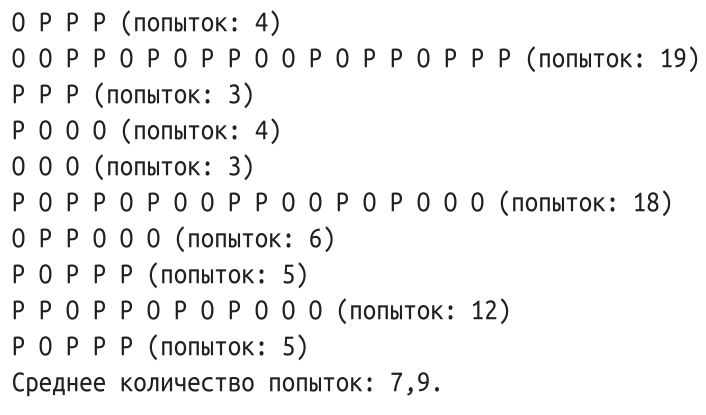 О Р Р Р (попыток: 4)
О О Р Р О Р О Р Р О О Р О Р Р О Р Р Р (попыток: 19)
Р Р Р (попыток: 3)
Р О О О (попыток: 4)
О О О (попыток: 3)
Р О Р Р О Р О О Р Р О О Р О Р О О О (попыток: 18)
О Р Р О О О (попыток: 6)
Р О Р Р Р (попыток: 5)
Р Р О Р Р О Р О Р О О О (попыток: 12)
Р О Р Р Р (попыток: 5)
Среднее количество попыток: 7,9.